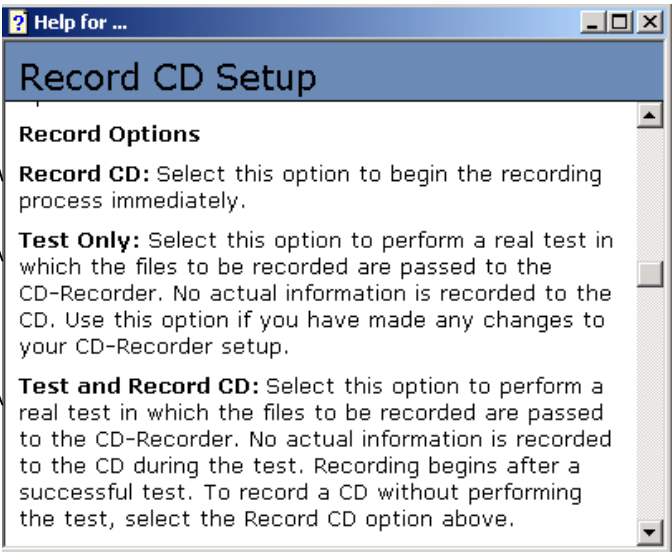 Help for ...
Record CD Setup
Record Options
Record CD: Select this option to begin the recording
process immediately.
Test Only: Select this option to perform a real test in
which the files to be recorded are passed to the
CD-Recorder. No actual information is recorded to the
CD. Use this option if you have made any changes to
your CD-Recorder setup.
Test and Record CD: Select this option to perform a
real test in which the files to be recorded are passed
to the CD-Recorder. No actual information is recorded
to the CD during the test. Recording begins after a
successful test. To record a CD without performing
the test, select the Record CD option above.